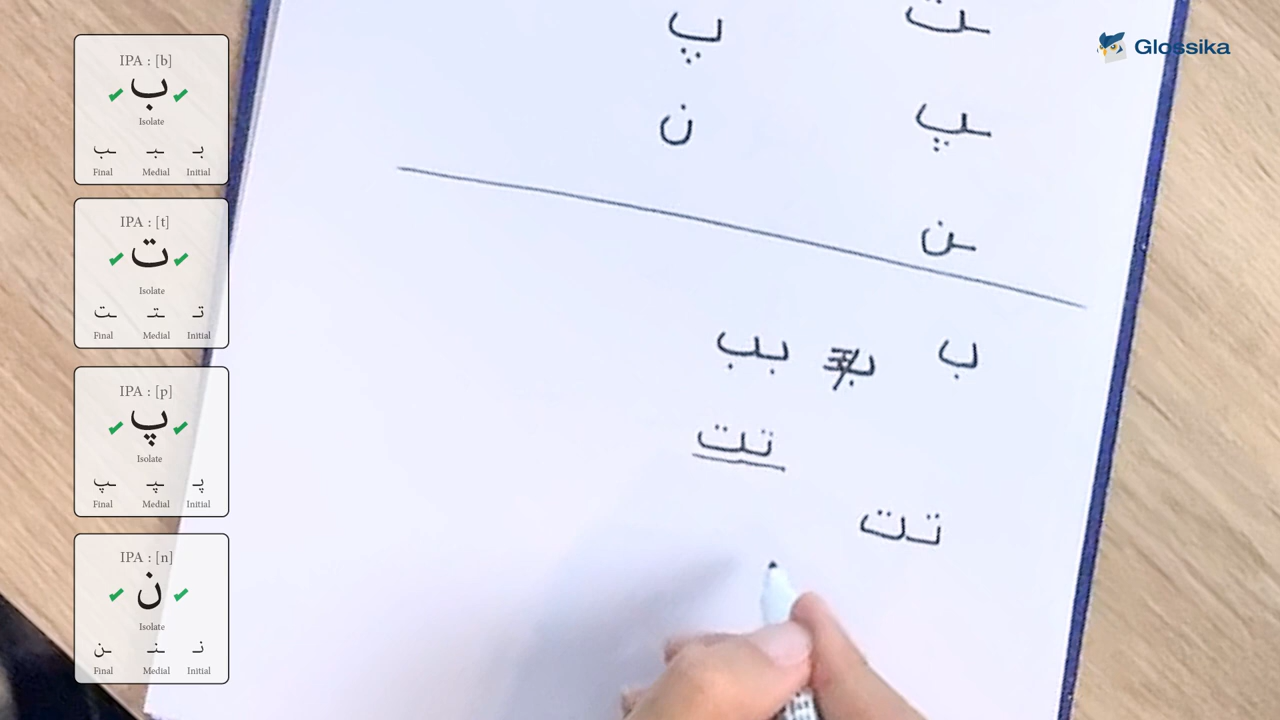 Glossika
IPA : [b]
ب
Isolate
ـب ـبـ بـ
Final Medial Initial
IPA : [t]
ت
Isolate
ـت ـتـ تـ
Final Medial Initial
IPA : [p]
پ
Isolate
ـپ ـپـ پـ
Final Medial Initial
IPA : [n]
ن
Isolate
ـن ـنـ نـ
Final Medial Initial
ـت
پ
ـپ
ن
ـن
ب بب
تت
تت